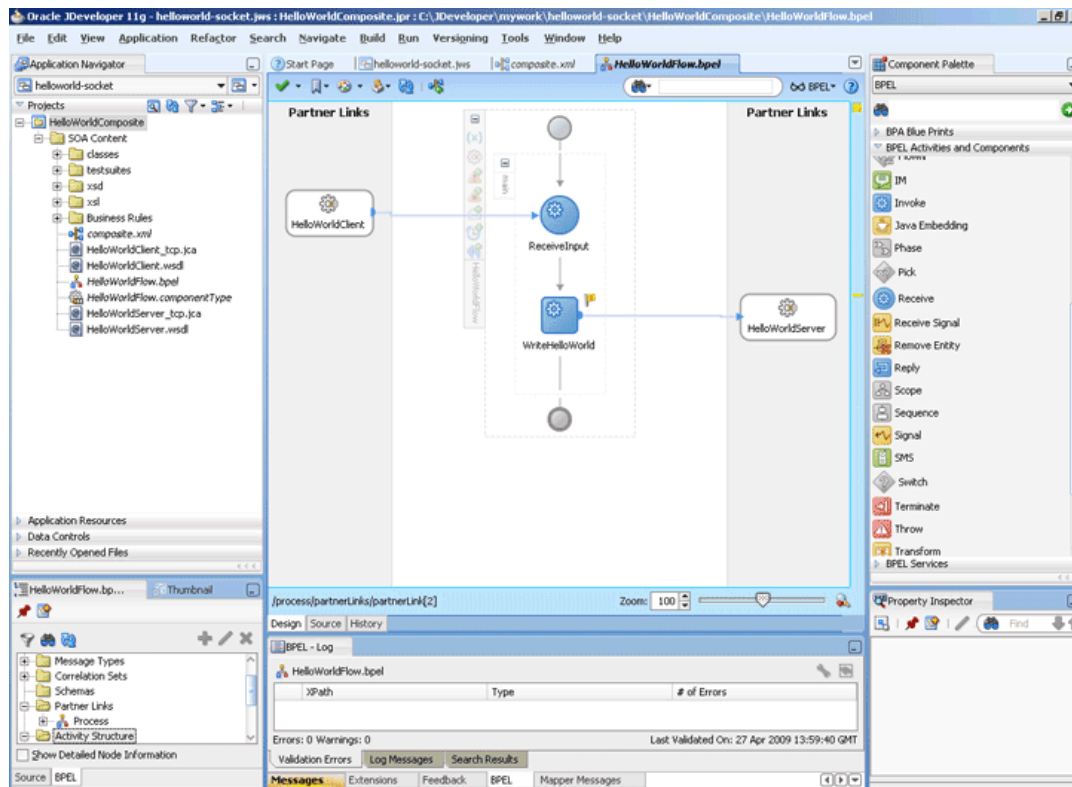 Oracle JDeveloper 11g - helloworld-socket.jws : HelloWorldComposite.jpr : C:\JDeveloper\mywork\helloworld-socket\HelloWorldComposite\HelloWorldFlow.bpel
File Edit View Application Refactor Search Navigate Build Run Versioning Tools Window Help
Application Navigator
helloworld-socket
Projects
HelloWorldComposite
SOA Content
classes
testsuites
xsd
xsl
Business Rules
composite.xml
HelloWorldClient_tcp.jca
HelloWorldClient.wsdl
HelloWorldFlow.bpel
HelloWorldFlow.componentType
HelloWorldServer_tcp.jca
HelloWorldServer.wsdl
Application Resources
Data Controls
Recently Opened Files
HelloWorldFlow.bp... Thumbnail
Message Types
Correlation Sets
Schemas
Partner Links
Process
Activity Structure
Show Detailed Node Information
Source BPEL
Start Page helloworld-socket.jws composite.xml HelloWorldFlow.bpel
BPEL
Partner Links Partner Links
main
HelloWorldClient
ReceiveInput
HelloWorldFlow
HelloWorldServer
WriteHelloWorld
/process/partnerLinks/partnerLink[2] Zoom: 100
Design Source History
BPEL - Log
HelloWorldFlow.bpel
XPath Type # of Errors
Errors: 0 Warnings: 0 Last Validated On: 27 Apr 2009 13:59:40 GMT
Validation Errors Log Messages Search Results
Messages Extensions Feedback BPEL Mapper Messages
Component Palette
BPEL
BPA Blue Prints
BPEL Activities and Components
IM
Invoke
Java Embedding
Phase
Pick
Receive
Receive Signal
Remove Entity
Reply
Scope
Sequence
Signal
SMS
Switch
Terminate
Throw
Transform
BPEL Services
Property Inspector
Find